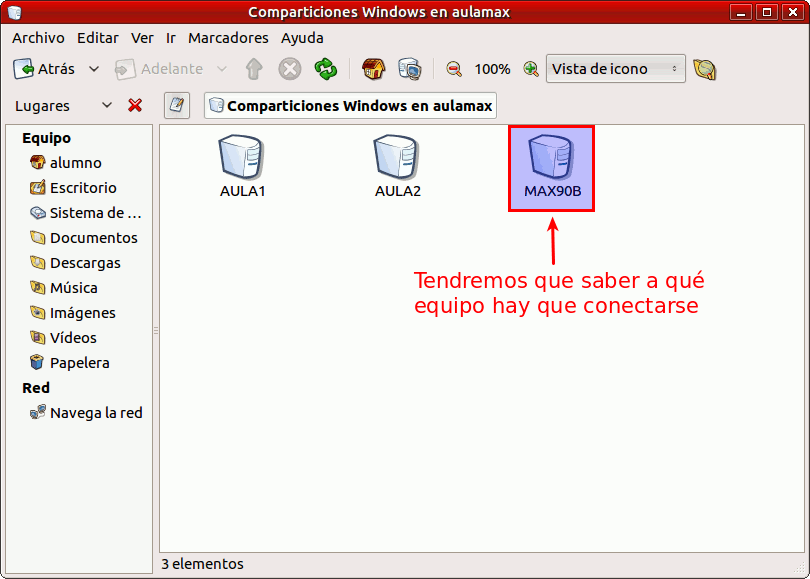 Comparticiones Windows en aulamax
Archivo Editar Ver Ir Marcadores Ayuda
Atrás Adelante 100% Vista de icono
Lugares Comparticiones Windows en aulamax
Equipo
alumno
Escritorio
Sistema de ...
Documentos
Descargas
Música
Imágenes
Vídeos
Papelera
Red
Navega la red
AULA1 AULA2 MAX90B
Tendremos que saber a qué
equipo hay que conectarse
3 elementos